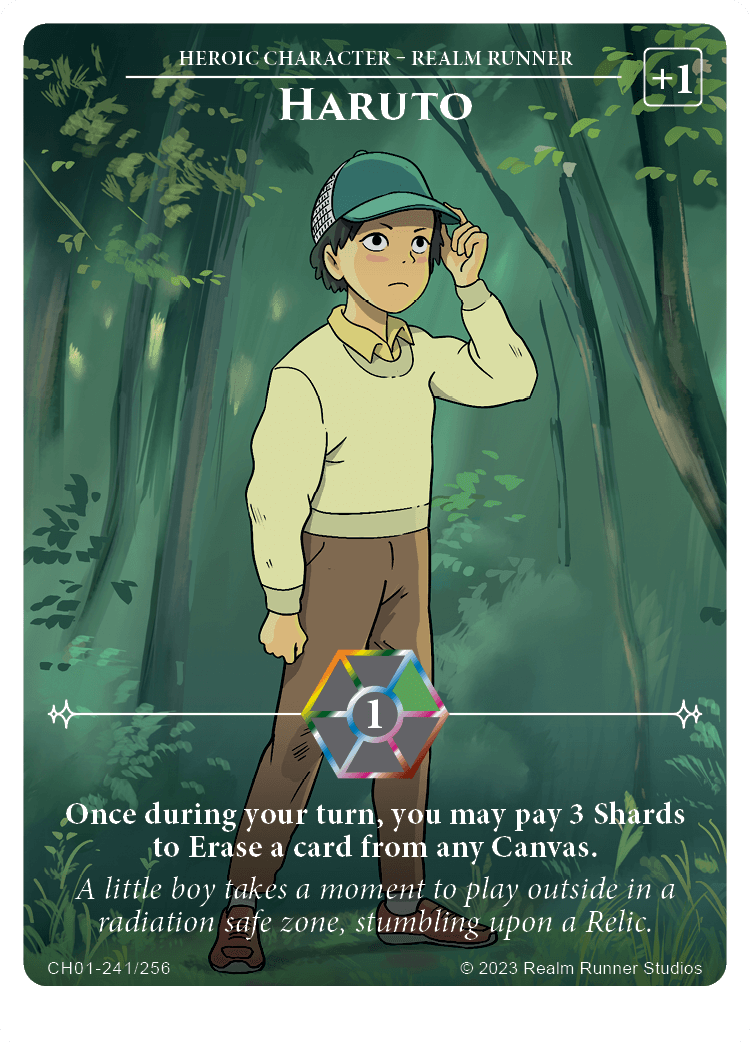 HEROIC CHARACTER – REALM RUNNER
+1
HARUTO
1
Once during your turn, you may pay 3 Shards
to Erase a card from any Canvas.
A little boy takes a moment to play outside in a
radiation safe zone, stumbling upon a Relic.
CH01-241/256
© 2023 Realm Runner Studios